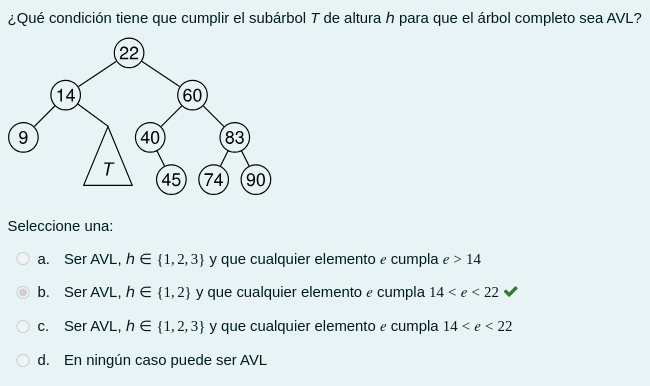 ¿Qué condición tiene que cumplir el subárbol T de altura h para que el árbol completo sea AVL?
22
14 60
9 40 83
T 45 74 90
Seleccione una:
a. Ser AVL, h ∈ {1, 2, 3} y que cualquier elemento e cumpla e > 14
b. Ser AVL, h ∈ {1, 2} y que cualquier elemento e cumpla 14 < e < 22
c. Ser AVL, h ∈ {1, 2, 3} y que cualquier elemento e cumpla 14 < e < 22
d. En ningún caso puede ser AVL